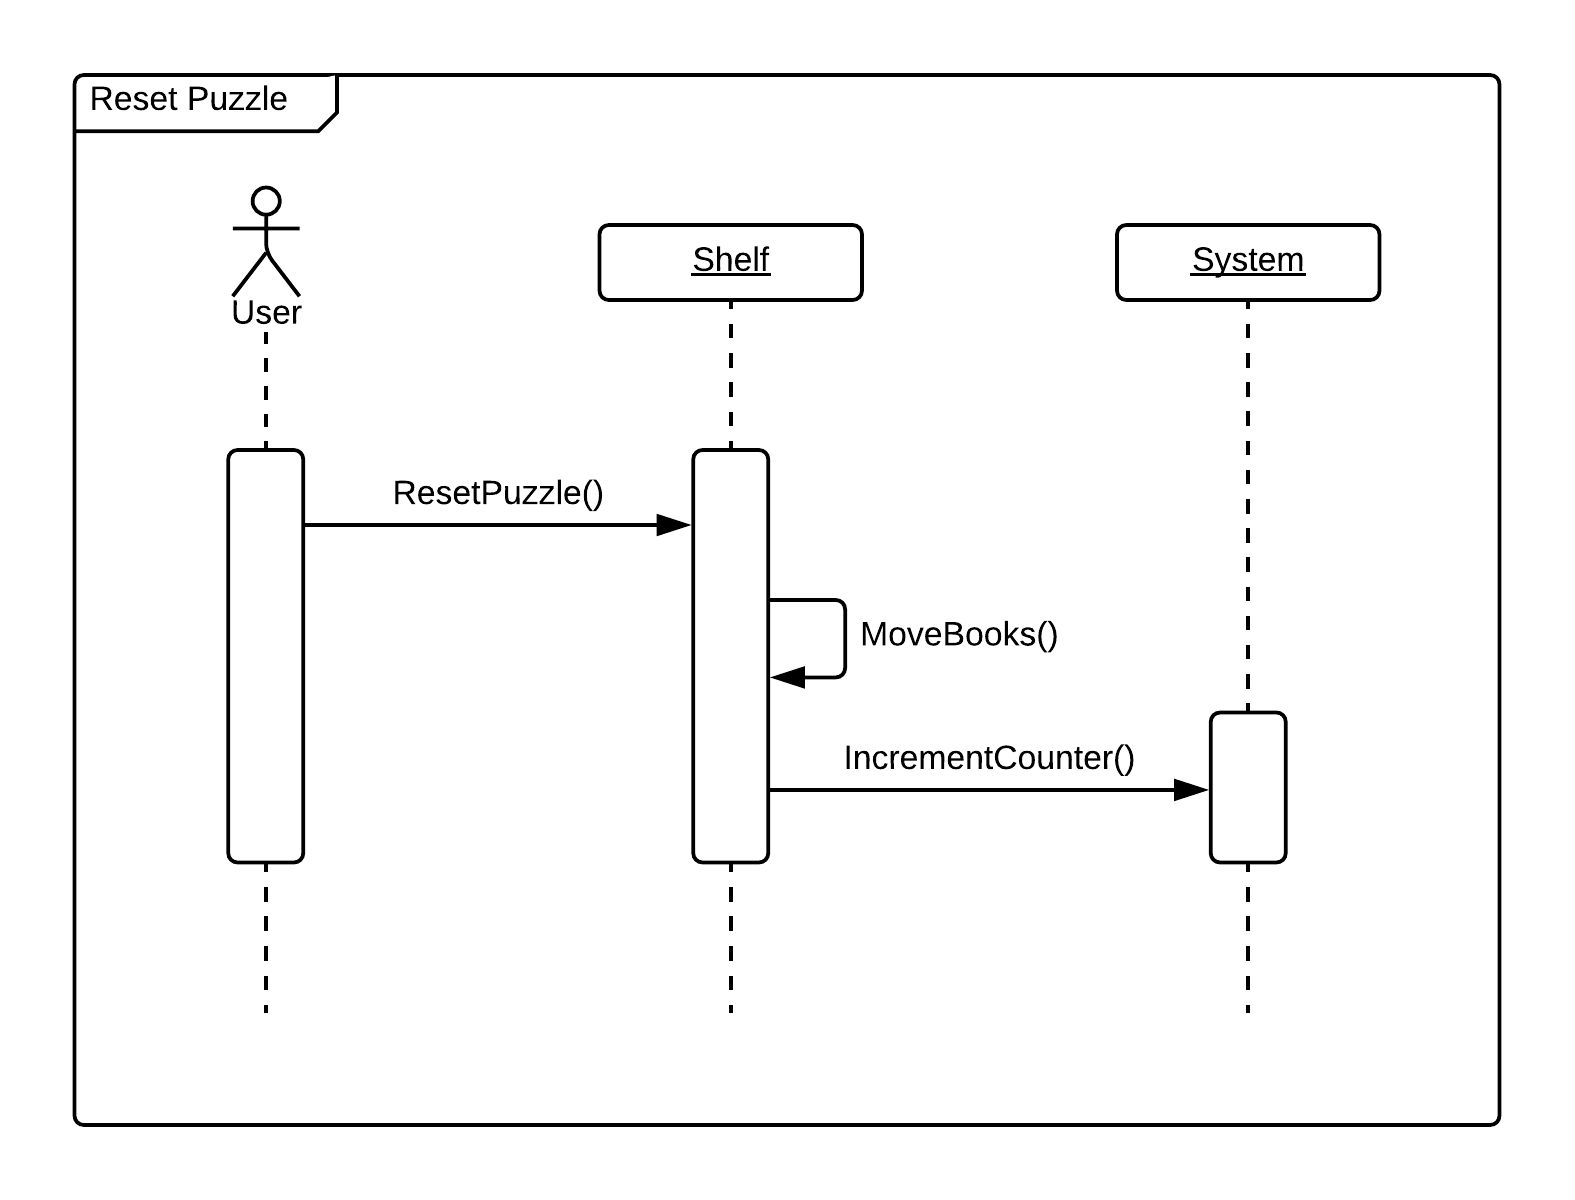 Reset Puzzle
User
Shelf
System
ResetPuzzle()
MoveBooks()
IncrementCounter()